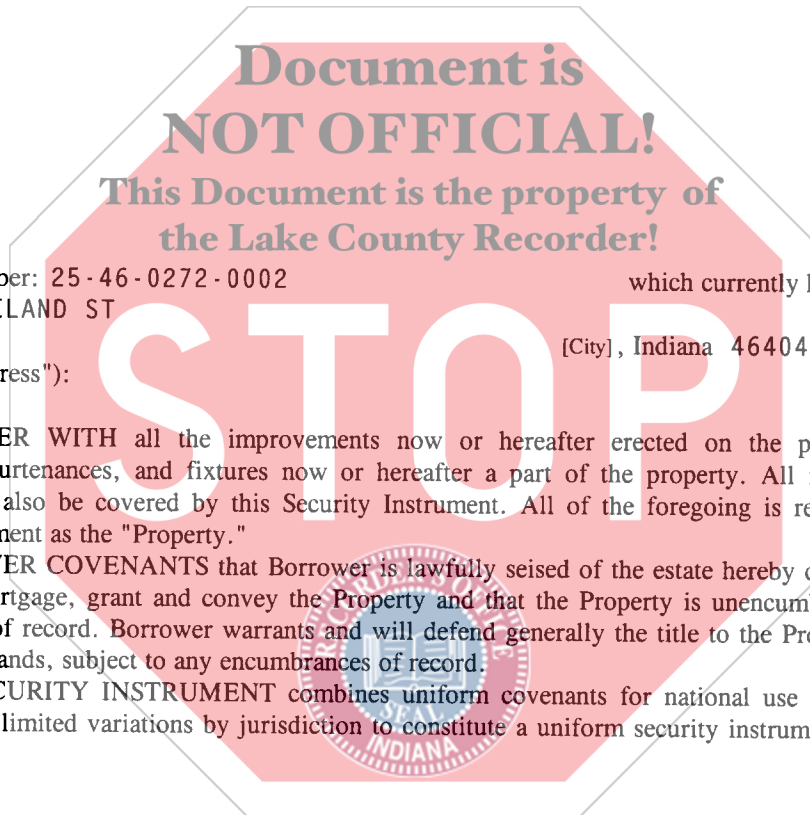 Document is
NOT OFFICIAL!
This Document is the property of
the Lake County Recorder!
ber: 25-46-0272-0002 which currently
ELAND ST
STOP
[City], Indiana 46404
ress"):
ER WITH all the improvements now or hereafter erected on the p
urtenances, and fixtures now or hereafter a part of the property. All
also be covered by this Security Instrument. All of the foregoing is re
ment as the "Property."
ER COVENANTS that Borrower is lawfully seised of the estate hereby
rtgage, grant and convey the Property and that the Property is unencum
of record. Borrower warrants and will defend generally the title to the Pro
ands, subject to any encumbrances of record.
CURITY INSTRUMENT combines uniform covenants for national use
limited variations by jurisdiction to constitute a uniform security instrum
SEAL
INDIANA